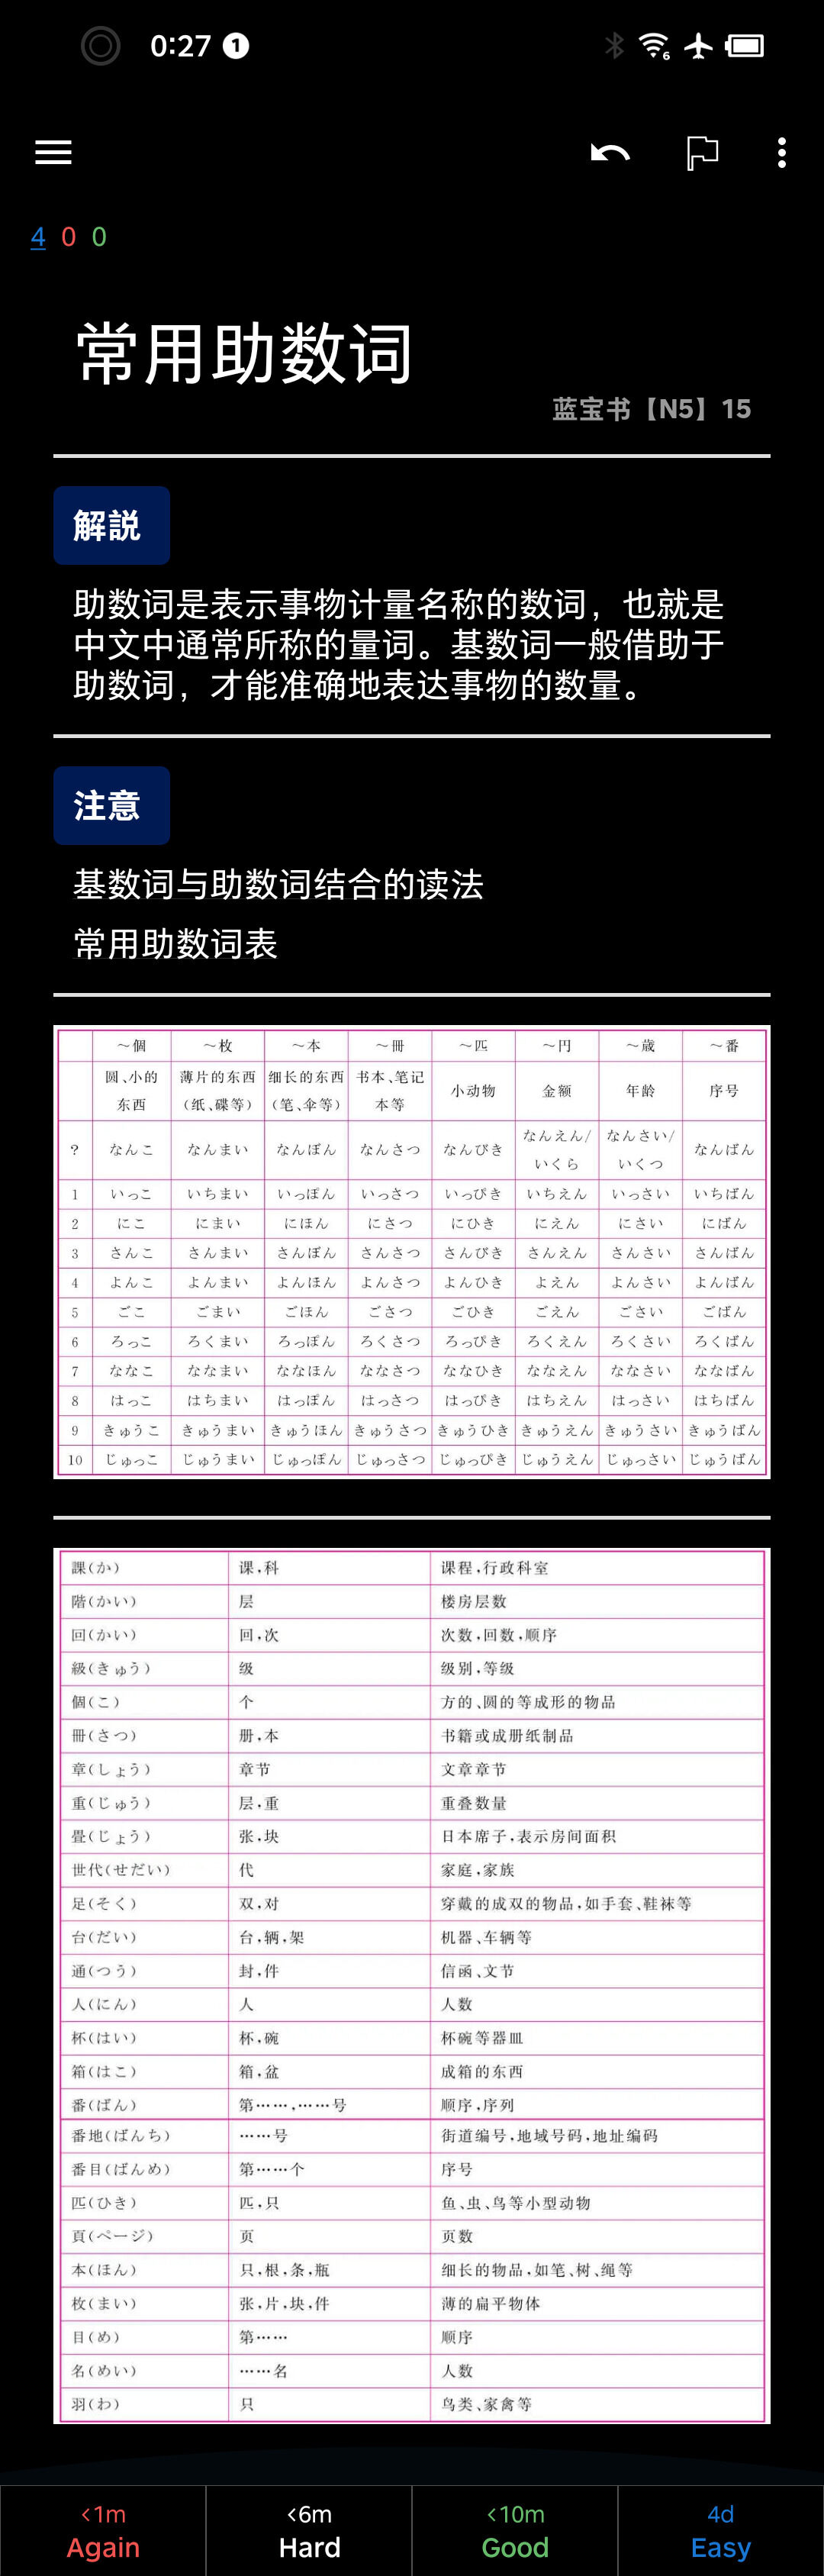 0:27 1
6
4 0 0
常用助数词
蓝宝书【N5】15
解説
助数词是表示事物计量名称的数词，也就是
中文中通常所称的量词。基数词一般借助于
助数词，才能准确地表达事物的数量。
注意
基数词与助数词结合的读法
常用助数词表
～個 ～枚 ～本 ～冊 ～匹 ～円 ～歳 ～番
圆、小的东西 薄片的东西（纸、碟等） 细长的东西（笔、伞等） 书本、笔记本等 小动物 金额 年龄 序号
? なんこ なんまい なんぼん なんさつ なんびき なんえん/いくら なんさい/いくつ なんばん
1 いっこ いちまい いっぽん いっさつ いっぴき いちえん いっさい いちばん
2 にこ にまい にほん にさつ にひき にえん にさい にばん
3 さんこ さんまい さんぼん さんさつ さんびき さんえん さんさい さんばん
4 よんこ よんまい よんほん よんさつ よんひき よえん よんさい よんばん
5 ごこ ごまい ごほん ごさつ ごひき ごえん ごさい ごばん
6 ろっこ ろくまい ろっぽん ろくさつ ろっぴき ろくえん ろくさい ろくばん
7 ななこ ななまい ななほん ななさつ ななひき ななえん ななさい ななばん
8 はっこ はちまい はっぽん はっさつ はっぴき はちえん はっさい はちばん
9 きゅうこ きゅうまい きゅうほん きゅうさつ きゅうひき きゅうえん きゅうさい きゅうばん
10 じゅっこ じゅうまい じゅっぽん じゅっさつ じゅっぴき じゅうえん じゅっさい じゅうばん
課(か) 课,科 课程,行政科室
階(かい) 层 楼房层数
回(かい) 回,次 次数,回数,顺序
級(きゅう) 级 级别,等级
個(こ) 个 方的、圆的等成形的物品
冊(さつ) 册,本 书籍或成册纸制品
章(しょう) 章节 文章章节
重(じゅう) 层,重 重叠数量
畳(じょう) 张,块 日本席子,表示房间面积
世代(せだい) 代 家庭,家族
足(そく) 双,对 穿戴的成双的物品,如手套、鞋袜等
台(だい) 台,辆,架 机器、车辆等
通(つう) 封,件 信函、文节
人(にん) 人 人数
杯(はい) 杯,碗 杯碗等器皿
箱(はこ) 箱,盆 成箱的东西
番(ばん) 第……,……号 顺序,序列
番地(ばんち) ……号 街道编号,地域号码,地址编码
番目(ばんめ) 第……个 序号
匹(ひき) 匹,只 鱼、虫、鸟等小型动物
頁(ページ) 页 页数
本(ほん) 只,根,条,瓶 细长的物品,如笔、树、绳等
枚(まい) 张,片,块,件 薄的扁平物体
目(め) 第…… 顺序
名(めい) ……名 人数
羽(わ) 只 鸟类、家禽等
<1m <6m <10m 4d
Again Hard Good Easy